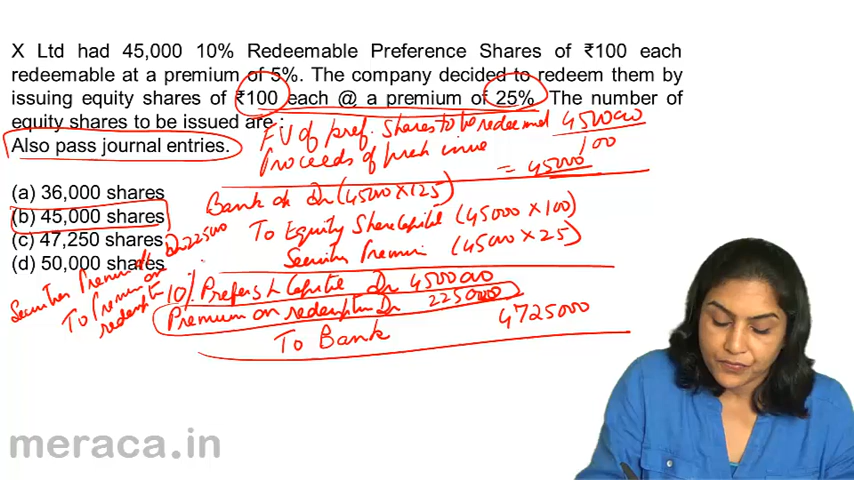 X Ltd had 45,000 10% Redeemable Preference Shares of ₹100 each
redeemable at a premium of 5%. The company decided to redeem them by
issuing equity shares of ₹100 each @ a premium of 25% The number of
equity shares to be issued are :
Also pass journal entries.
FV of pref. shares to be redeemed 4500000
Proceeds of fresh issue 100
= 45000
(a) 36,000 shares
(b) 45,000 shares
(c) 47,250 shares
(d) 50,000 shares
Bank a/c Dr (45000 x 125)
To Equity Share Capital (45000 x 100)
Securities Premium (45000 x 25)
10% Prefers h Capital Dr 4500000
Premium on redemption Dr 225000
To Bank 4725000
Securities Premium Dr 225000
To Premium on
redemption
meraca.in